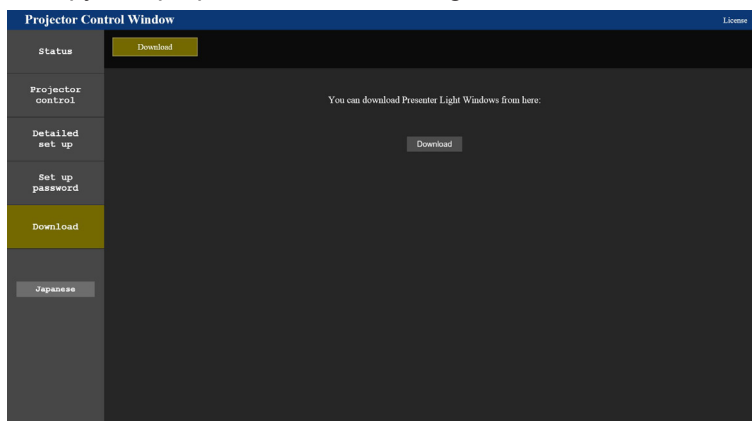 Projector Control Window
License
Status
Download
Projector
control
You can download Presenter Light Windows from here:
Detailed
set up
Download
Set up
password
Download
Japanese